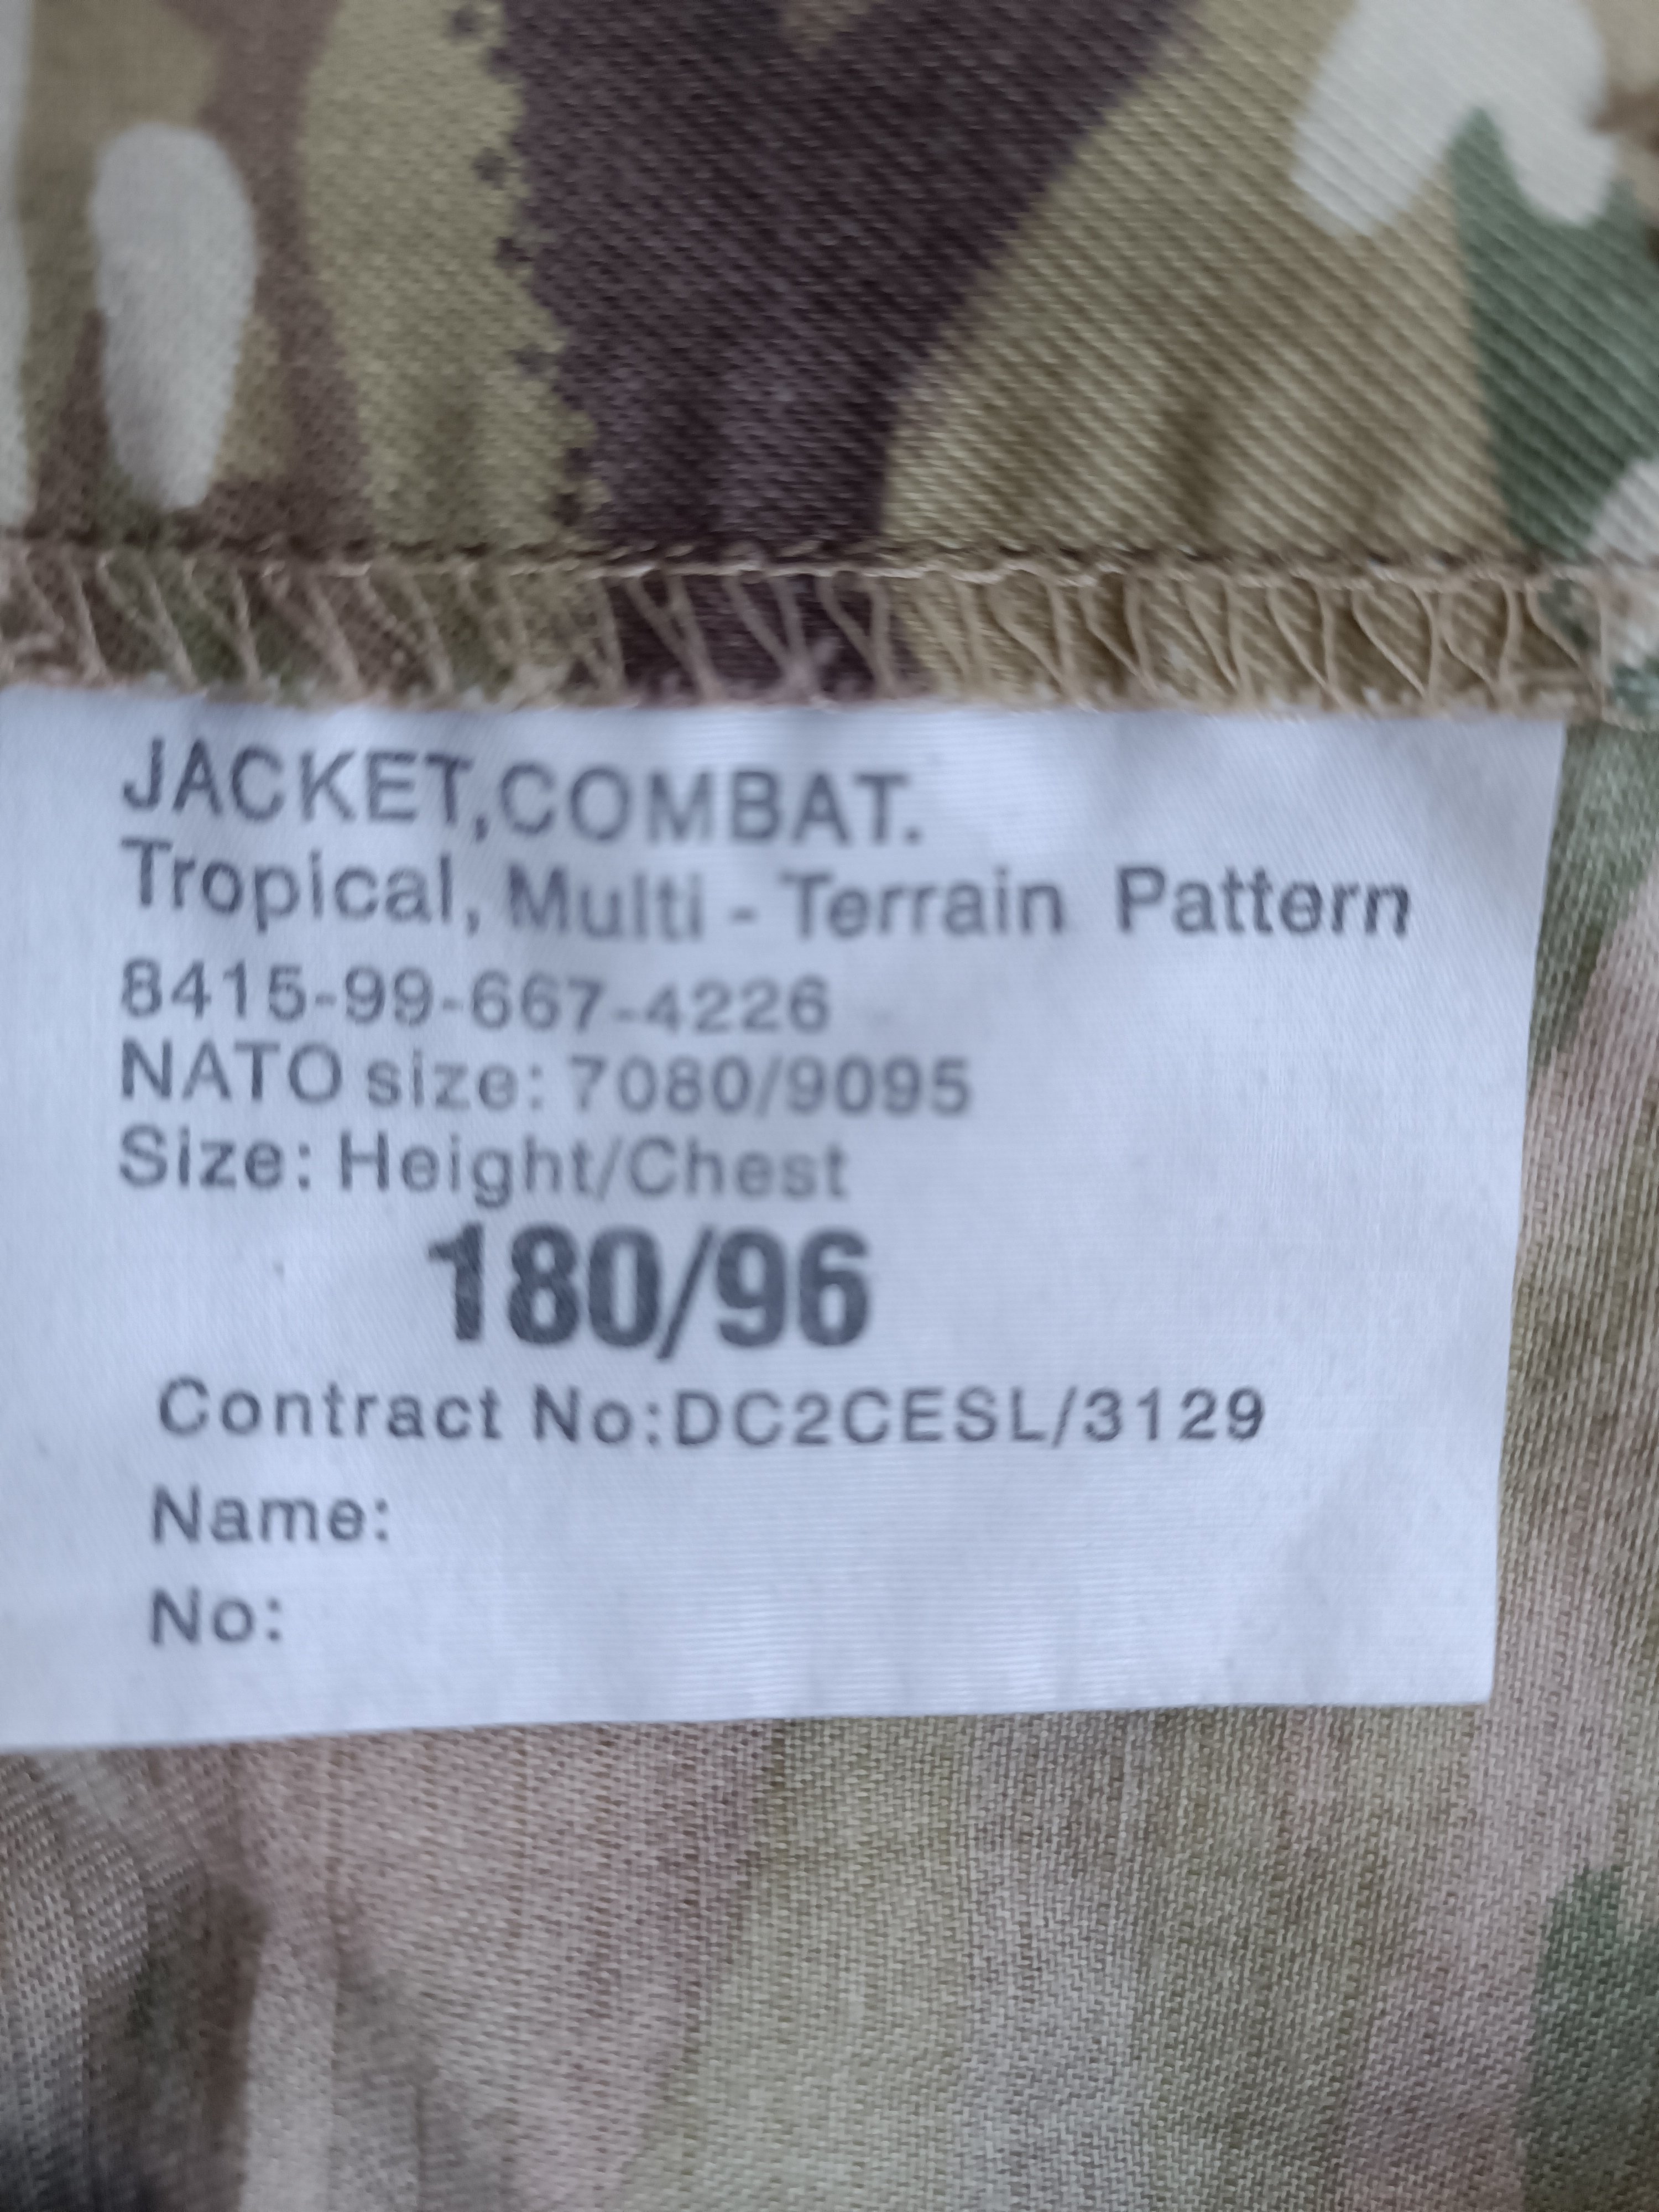 JACKET,COMBAT.
Tropical, Multi - Terrain Pattern
8415-99-667-4226
NATO size: 7080/9095
Size: Height/Chest
180/96
Contract No:DC2CESL/3129
Name:
No: